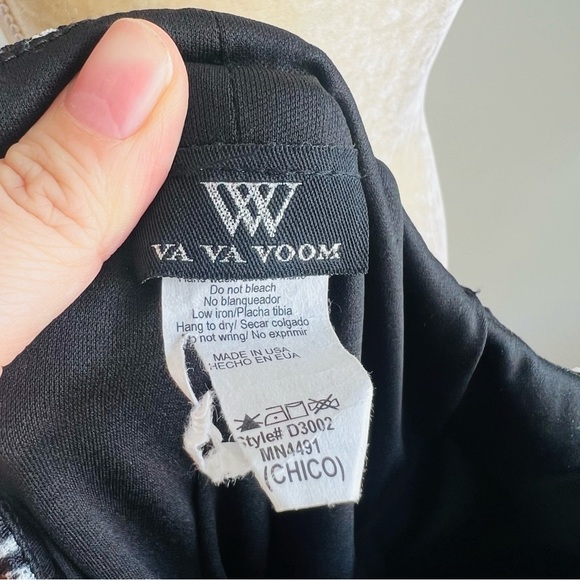 VA VA VOOM
Do not bleach
No blanqueador
Low iron/Placha tibia
Hang to dry/ Secar colgado
not wring/ No exprimir
MADE IN USA
HECHO EN EUA
Style# D3002
MN4491
(CHICO)